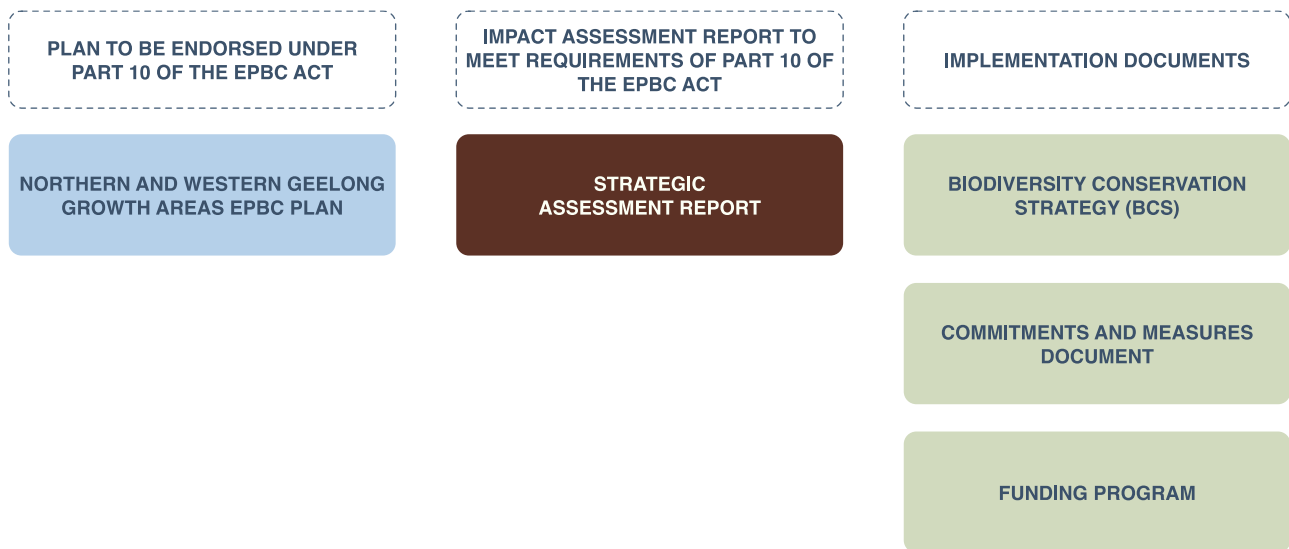 PLAN TO BE ENDORSED UNDER
PART 10 OF THE EPBC ACT
IMPACT ASSESSMENT REPORT TO
MEET REQUIREMENTS OF PART 10 OF
THE EPBC ACT
IMPLEMENTATION DOCUMENTS
NORTHERN AND WESTERN GEELONG
GROWTH AREAS EPBC PLAN
STRATEGIC
ASSESSMENT REPORT
BIODIVERSITY CONSERVATION
STRATEGY (BCS)
COMMITMENTS AND MEASURES
DOCUMENT
FUNDING PROGRAM